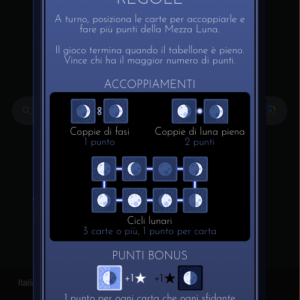 REGOLE
A turno, posiziona le carte per accoppiarle e
fare più punti della Mezza Luna.
Il gioco termina quando il tabellone è pieno.
Vince chi ha il maggior numero di punti.
ACCOPPIAMENTI
Coppie di fasi
1 punto
Coppie di luna piena
2 punti
Cicli lunari
3 carte o più, 1 punto per carta
PUNTI BONUS
+1★ +1★
1 punto per ogni carta che ogni sfidante